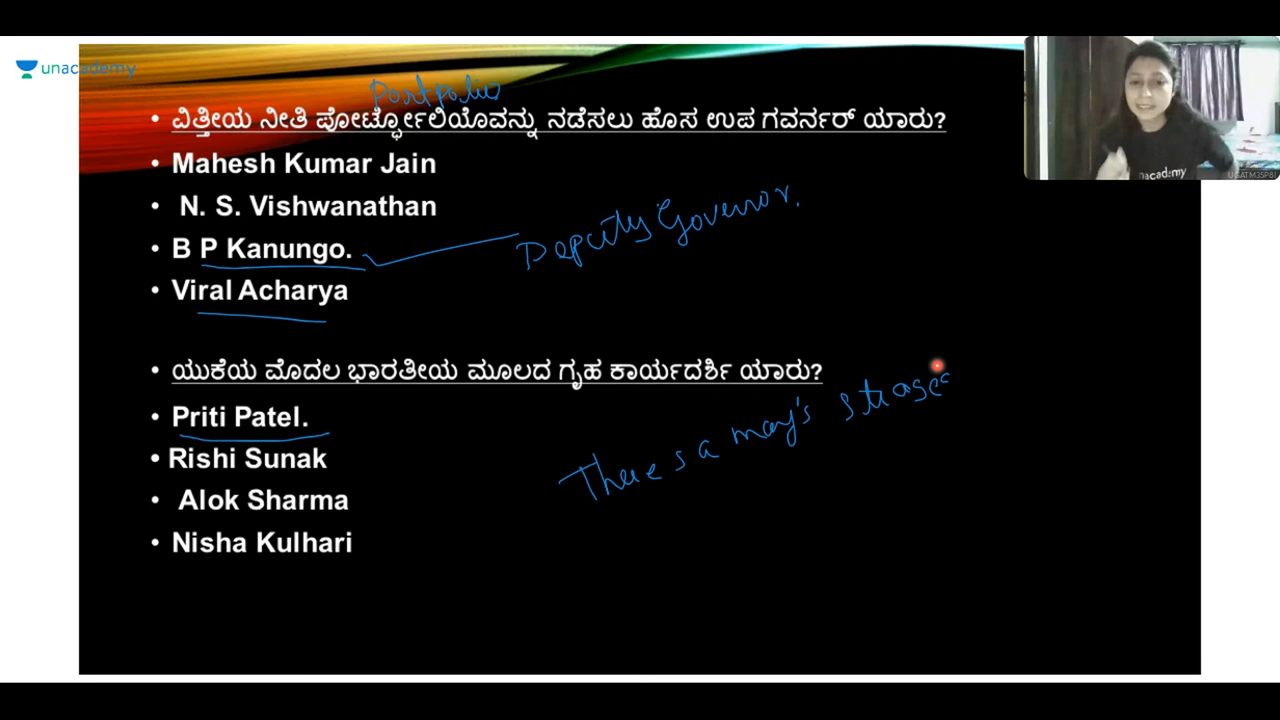 unacademy
Portfolio
• ವಿತ್ತೀಯ ನೀತಿ ಪೋರ್ಟ್ಫೋಲಿಯೊವನ್ನು ನಡೆಸಲು ಹೊಸ ಉಪ ಗವರ್ನರ್ ಯಾರು?
• Mahesh Kumar Jain
• N. S. Vishwanathan
• B P Kanungo.
Deputy Governor.
• Viral Acharya
• ಯುಕೆಯ ಮೊದಲ ಭಾರತೀಯ ಮೂಲದ ಗೃಹ ಕಾರ್ಯದರ್ಶಿ ಯಾರು?
• Priti Patel.
There s a may's
• Rishi Sunak
• Alok Sharma
• Nisha Kulhari
unacademy